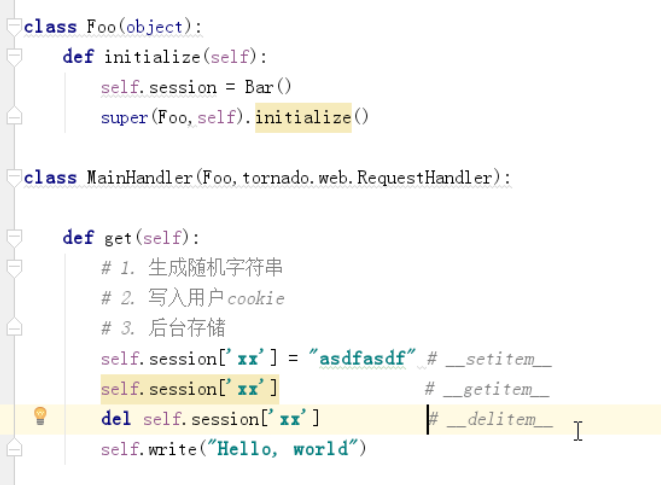 class Foo(object):
    def initialize(self):
        self.session = Bar()
        super(Foo,self).initialize()
class MainHandler(Foo,tornado.web.RequestHandler):
    def get(self):
        # 1. 生成随机字符串
        # 2. 写入用户cookie
        # 3. 后台存储
        self.session['xx'] = "asdfasdf" # __setitem__
        self.session['xx']                # __getitem__
        del self.session['xx']            # __delitem__
        self.write("Hello, world")